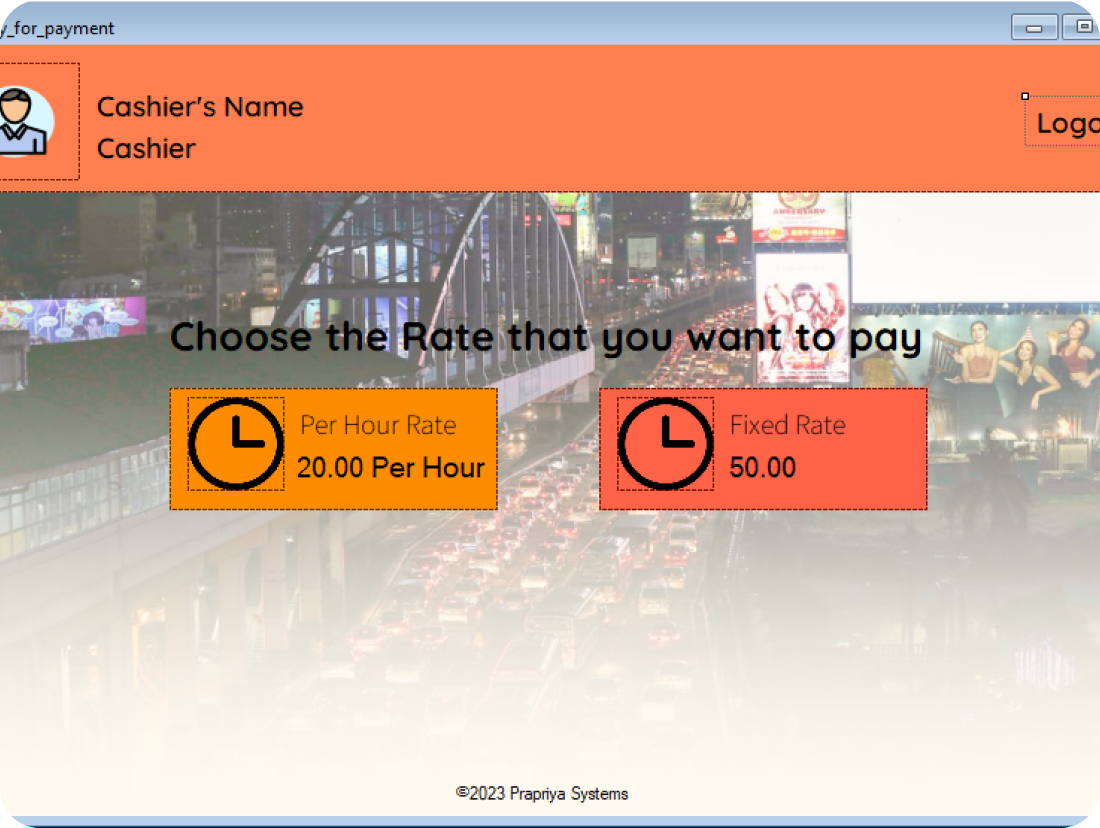 y_for_payment
Cashier's Name
Cashier
Logo
ANIVERSARY
Choose the Rate that you want to pay
Per Hour Rate
20.00 Per Hour
Fixed Rate
50.00
©2023 Prapriya Systems